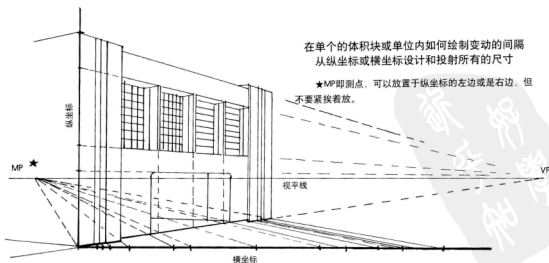 在单个的体积块或单位内如何绘制变动的间隔
从纵坐标或横坐标设计和投射所有的尺寸
★MP即测点，可以放置于纵坐标的左边或是右边，但
不要紧挨着放。
纵坐标
MP
VP
视平线
横坐标